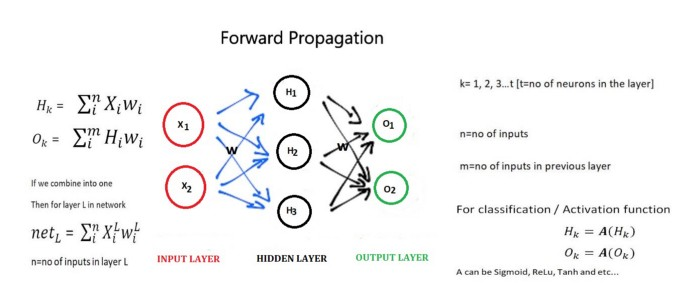 Forward Propagation
H_k = ∑_i^n X_i w_i
O_k = ∑_i^m H_i w_i
If we combine into one
Then for layer L in network
net_L = ∑_i^n X_i^L w_i^L
n=no of inputs in layer L
X1
X2
W
H1
H2
H3
W
O1
O2
INPUT LAYER
HIDDEN LAYER
OUTPUT LAYER
k= 1, 2, 3...t [t=no of neurons in the layer]
n=no of inputs
m=no of inputs in previous layer
For classification / Activation function
H_k = A(H_k)
O_k = A(O_k)
A can be Sigmoid, ReLu, Tanh and etc...